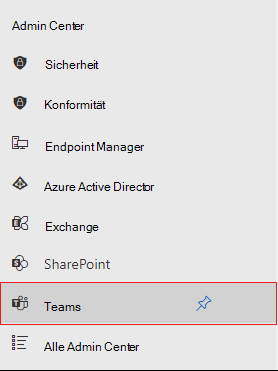 Admin Center
Sicherheit
Konformität
Endpoint Manager
Azure Active Director
Exchange
SharePoint
Teams
Alle Admin Center